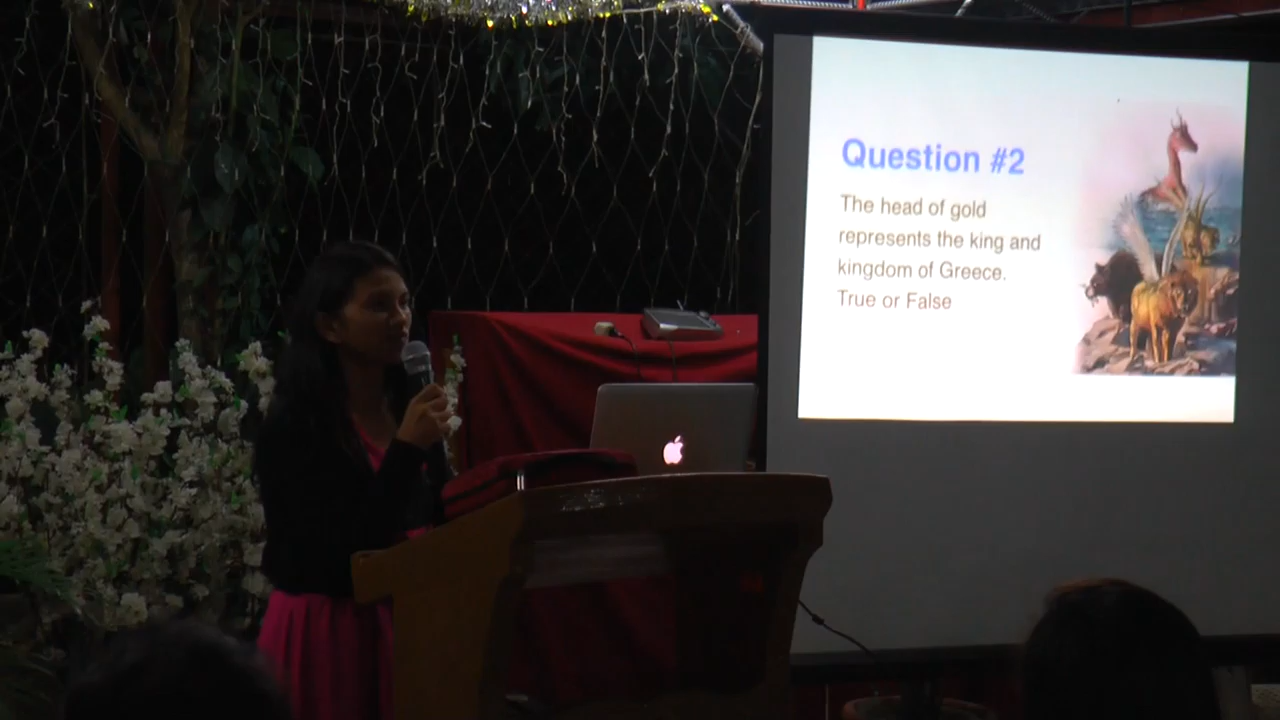 Question #2
The head of gold
represents the king and
kingdom of Greece.
True or False